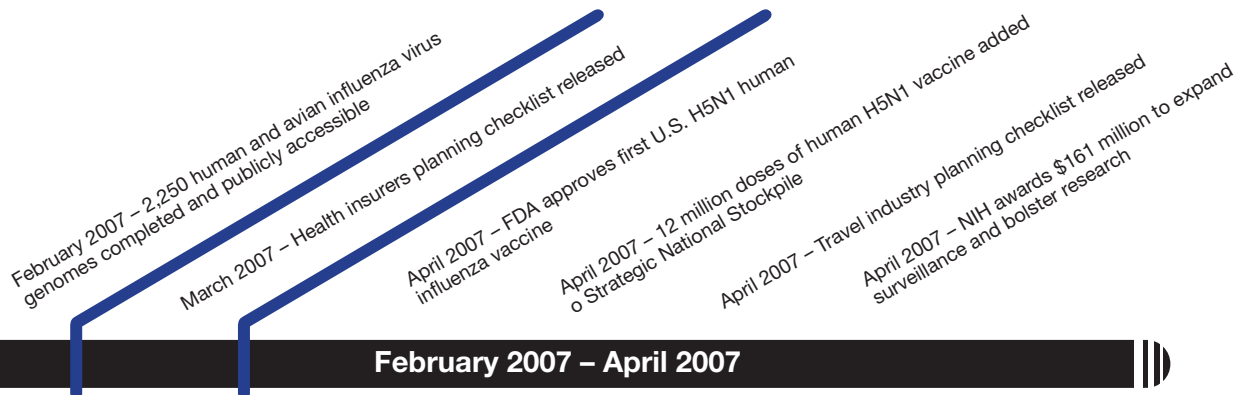 February 2007 – 2,250 human and avian influenza virus
genomes completed and publicly accessible
March 2007 – Health insurers planning checklist released
April 2007 – FDA approves first U.S. H5N1 human
influenza vaccine
April 2007 – 12 million doses of human H5N1 vaccine added
o Strategic National Stockpile
April 2007 – Travel industry planning checklist released
April 2007 – NIH awards $161 million to expand
surveillance and bolster research
February 2007 – April 2007